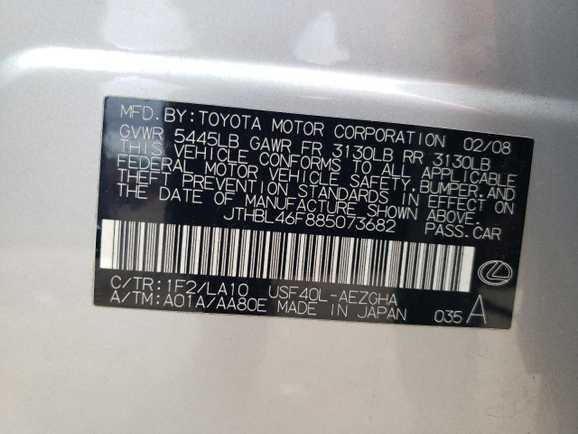 MFD. BY: TOYOTA MOTOR CORPORATION 02/08
GVWR 5445LB GAWR FR 3130LB RR 3130LB
THIS VEHICLE CONFORMS TO ALL APPLICABLE
FEDERAL MOTOR VEHICLE SAFETY, BUMPER, AND
THEFT PREVENTION STANDARDS IN EFFECT ON
THE DATE OF MANUFACTURE SHOWN ABOVE.
JTHBL46F885073682 PASS.CAR
C/TR: 1F2/LA10 USF40L-AEZGHA
A/TM: A01A/AA80E MADE IN JAPAN 035 A